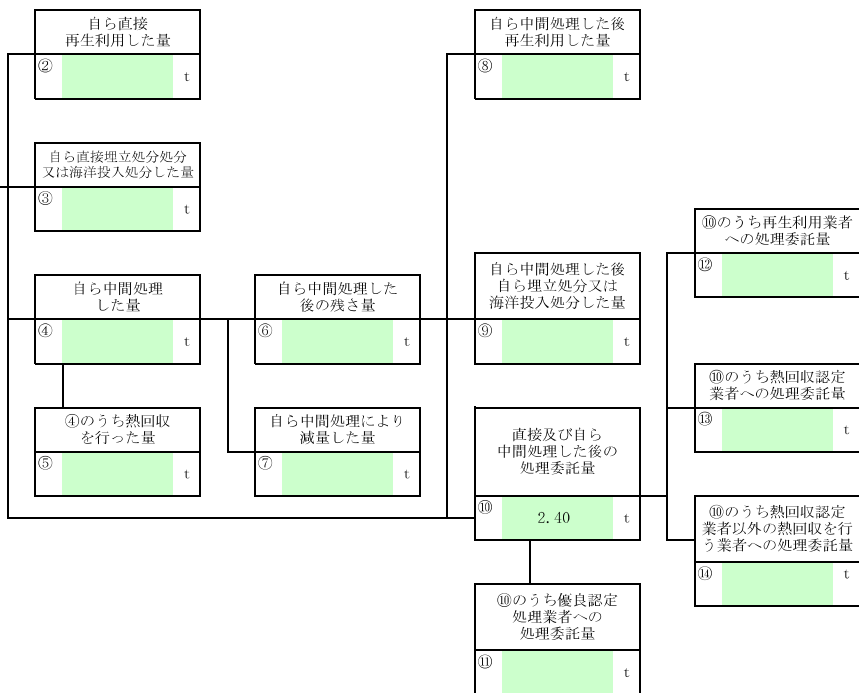 自ら直接
再生利用した量
②
t
自ら中間処理した後
再生利用した量
⑧
t
自ら直接埋立処分処分
又は海洋投入処分した量
③
t
⑩のうち再生利用業者
への処理委託量
⑫
t
自ら中間処理
した量
④
t
自ら中間処理した
後の残さ量
⑥
t
自ら中間処理した後
自ら埋立処分又は
海洋投入処分した量
⑨
t
⑩のうち熱回収認定
業者への処理委託量
⑬
t
④のうち熱回収
を行った量
⑤
t
自ら中間処理により
減量した量
⑦
t
直接及び自ら
中間処理した後の
処理委託量
⑩
2.40 t
⑩のうち熱回収認定
業者以外の熱回収を行
う業者への処理委託量
⑭
t
⑩のうち優良認定
処理業者への
処理委託量
⑪
t